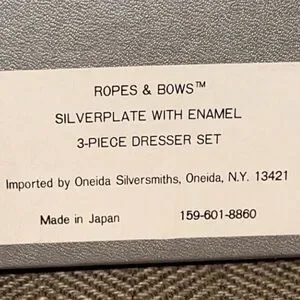 ROPES & BOWS™
SILVERPLATE WITH ENAMEL
3-PIECE DRESSER SET
Imported by Oneida Silversmiths, Oneida, N.Y. 13421
Made in Japan 159-601-8860